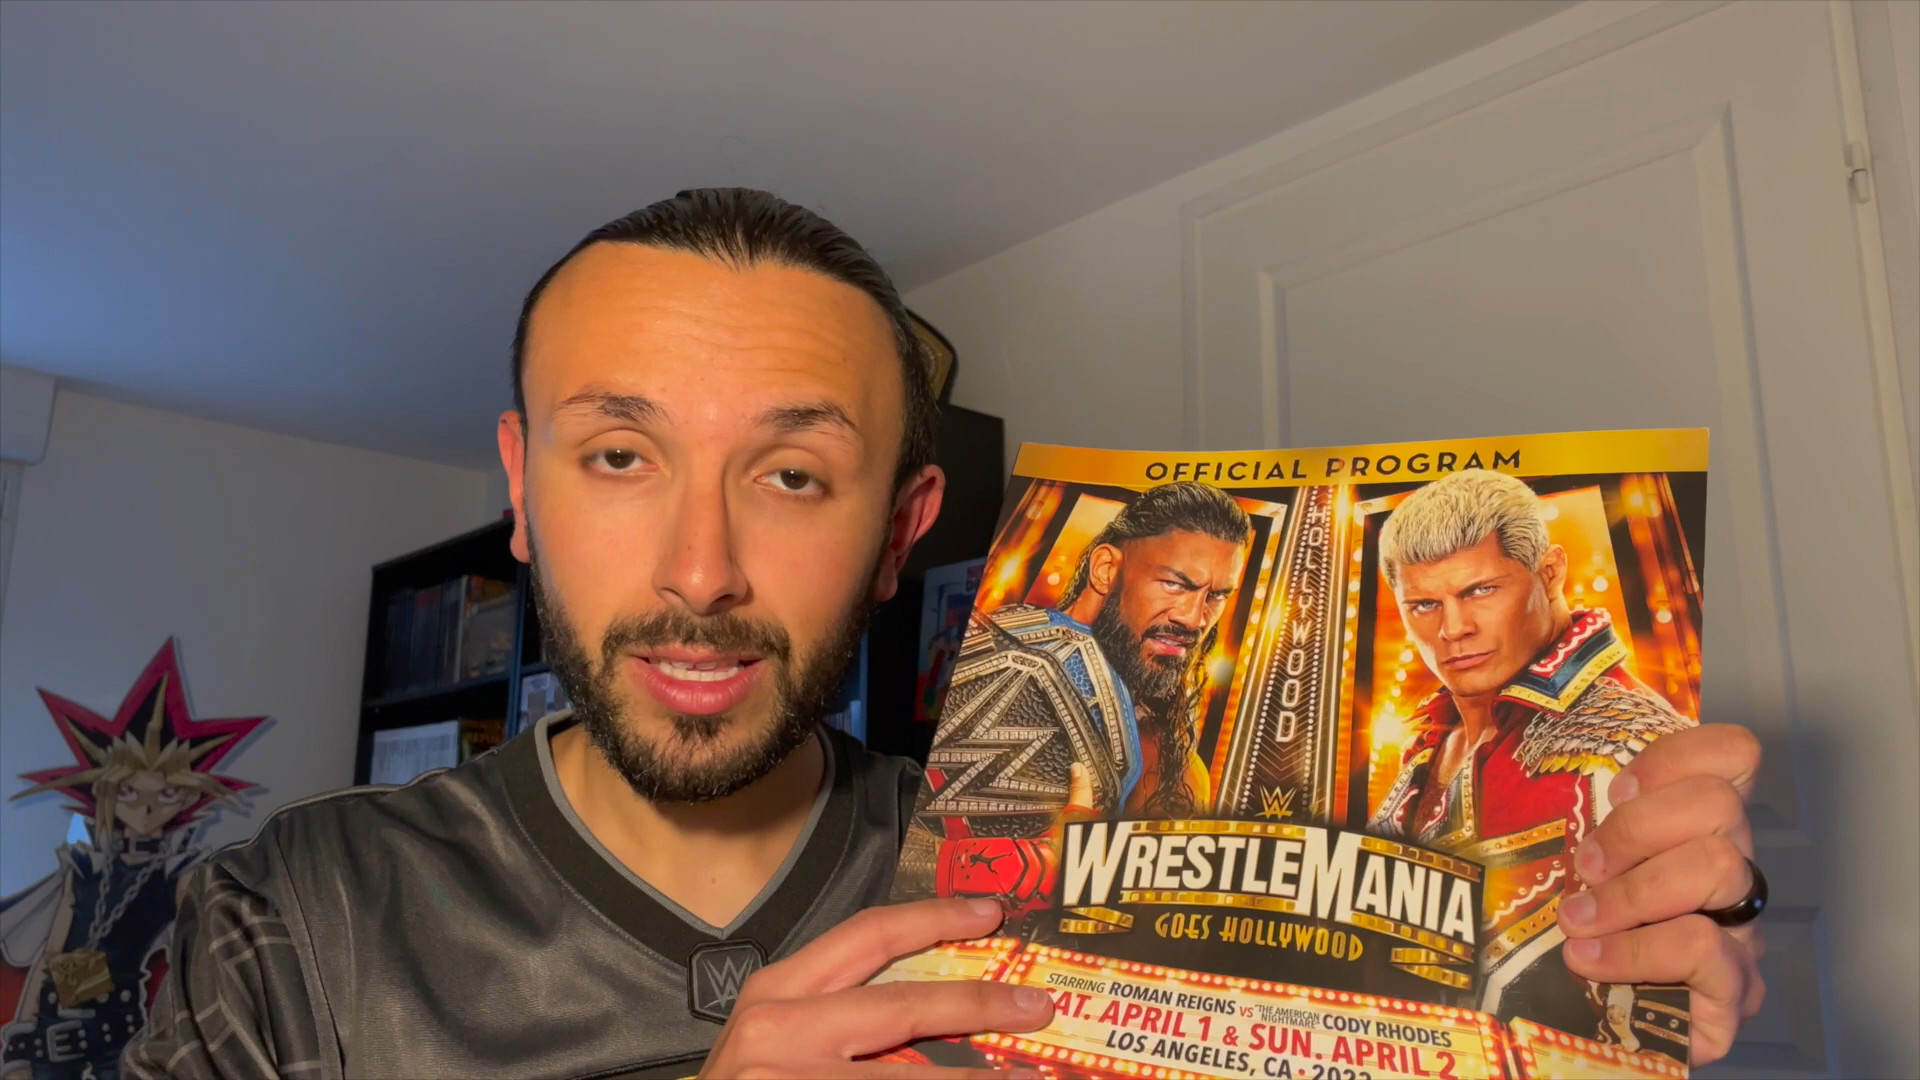 OFFICIAL PROGRAM
HOLLYWOOD
W
WRESTLEMANIA
GOES HOLLYWOOD
STARRING ROMAN REIGNS VS "THE AMERICAN NIGHTMARE" CODY RHODES
SAT. APRIL 1 & SUN. APRIL 2
LOS ANGELES, CA • 2023
W